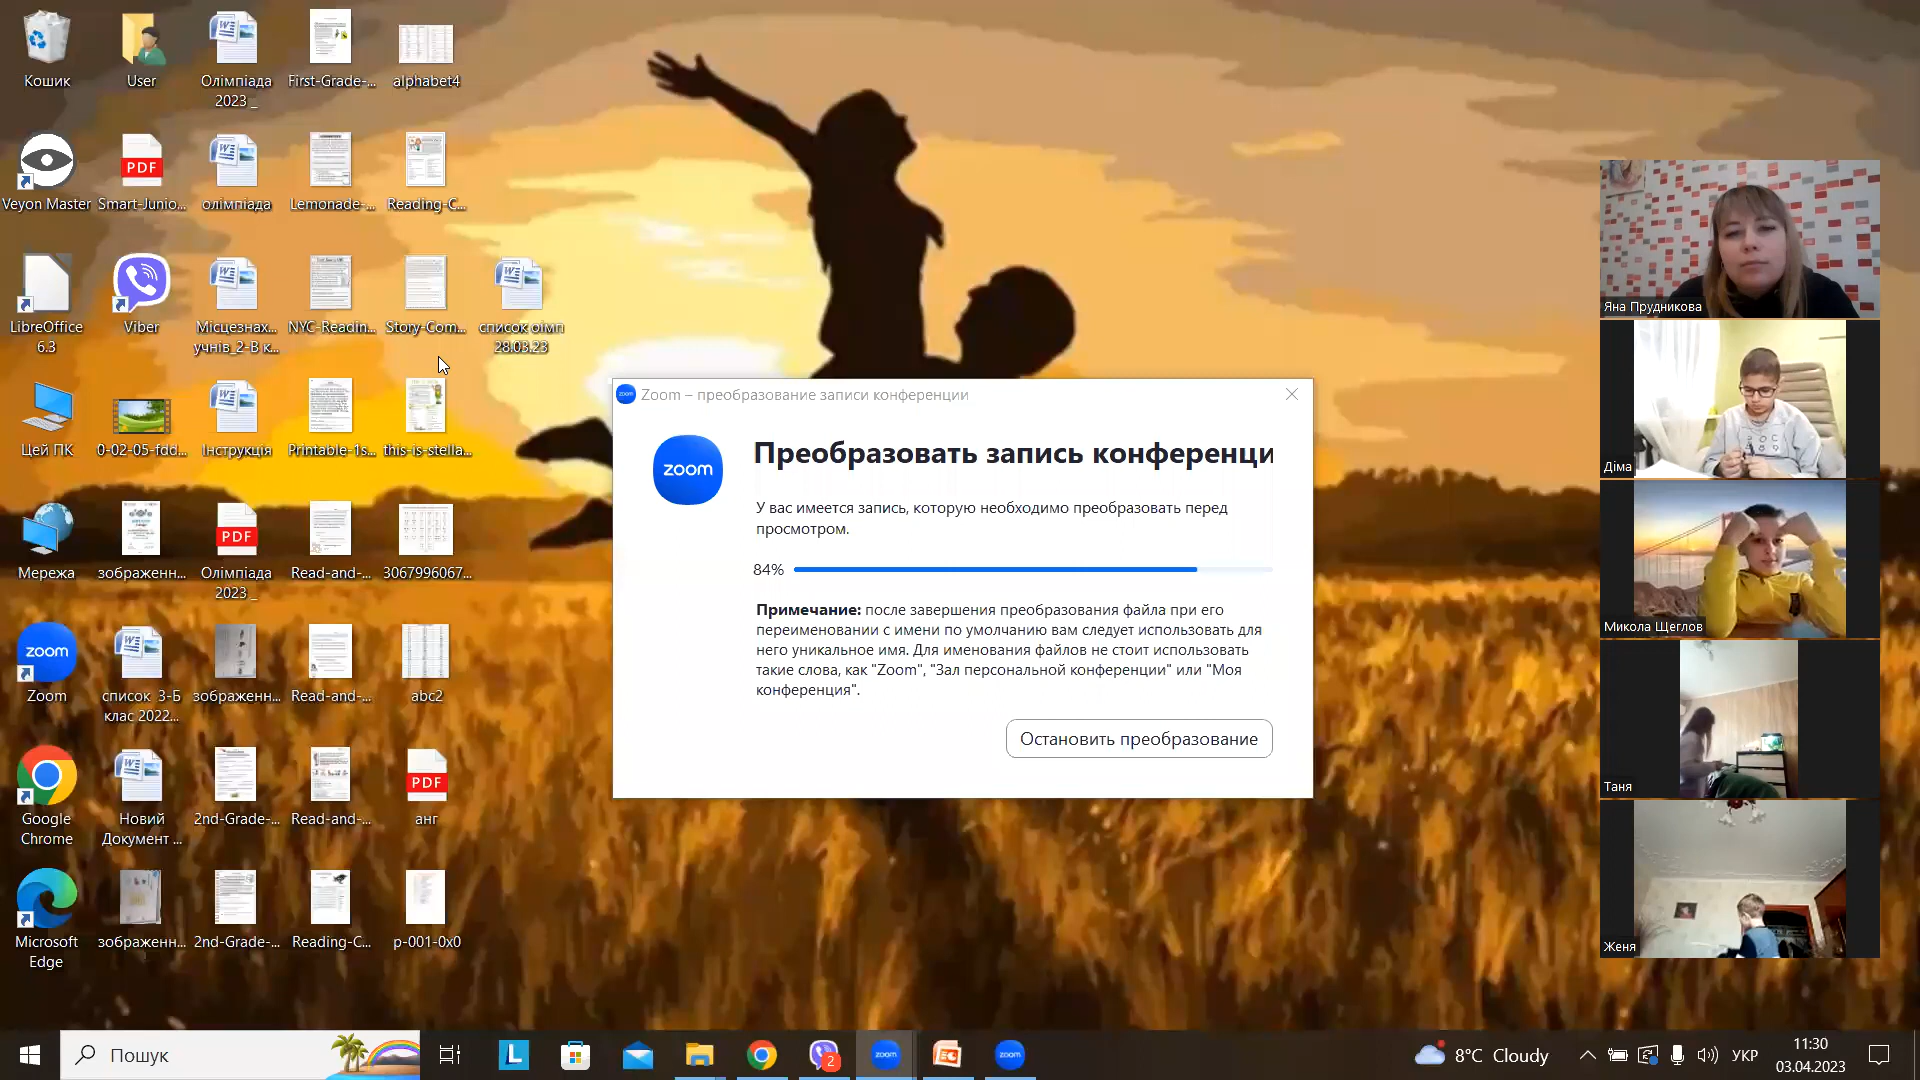 Кошик
User
Олімпіада
2023 _
First-Grade-...
alphabet4
Veyon Master
PDF
Smart-Junio...
олімпіада
Lemonade-...
Reading-C...
LibreOffice
6.3
Viber
Місцезнах...
учнів_2-В к...
NYC-Readin...
Story-Com...
список олімп
28.03.23
Цей ПК
0-02-05-fdd...
Інструкція
Printable-1s...
this-is-stella...
Мережа
зображенн...
PDF
Олімпіада
2023 _
Read-and-...
3067996067...
zoom
Zoom
список 3-Б
клас 2022...
зображенн...
Read-and-...
abc2
Google
Chrome
Новий
Документ ...
2nd-Grade-...
Read-and-...
PDF
анг
Microsoft
Edge
зображенн...
2nd-Grade-...
Reading-C...
p-001-0x0
Zoom – преобразование записи конференции
zoom
Преобразовать запись конференци
У вас имеется запись, которую необходимо преобразовать перед
просмотром.
84%
Примечание: после завершения преобразования файла при его
переименовании с имени по умолчанию вам следует использовать для
него уникальное имя. Для именования файлов не стоит использовать
такие слова, как "Zoom", "Зал персональной конференции" или "Моя
конференция".
Остановить преобразование
Яна Прудникова
Діма
Микола Щеглов
Таня
Женя
Пошук
L
2
zoom
zoom
8°C Cloudy
УКР
11:30
03.04.2023